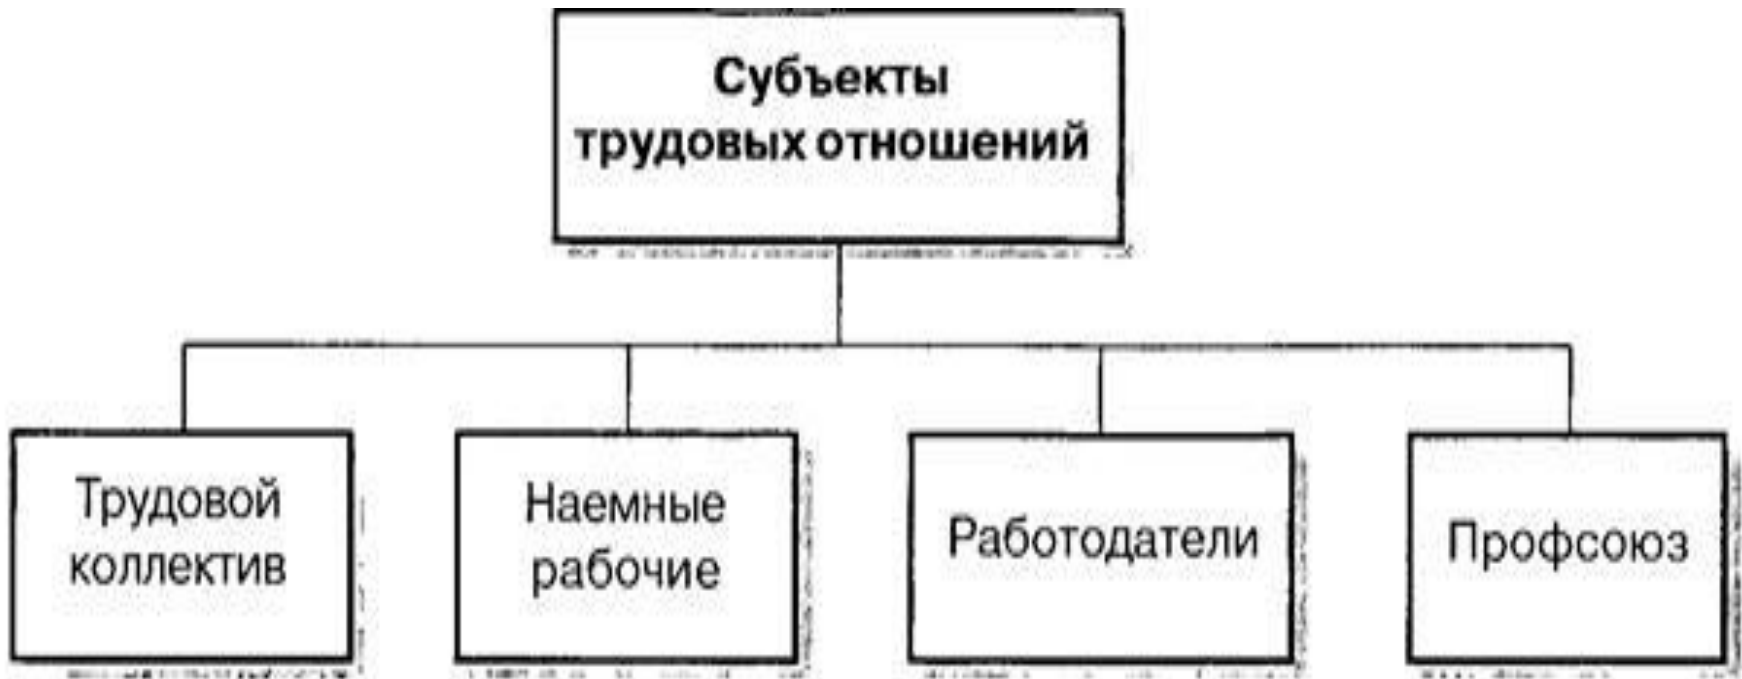 Субъекты
трудовых отношений
Трудовой
коллектив
Наемные
рабочие
Работодатели
Профсоюз